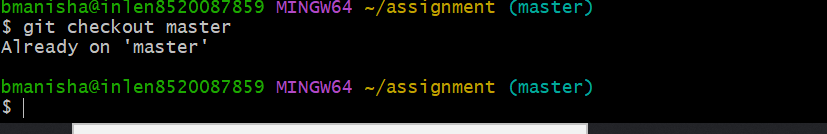 bmanisha@inlen8520087859 MINGW64 ~/assignment (master)
$ git checkout master
Already on 'master'
bmanisha@inlen8520087859 MINGW64 ~/assignment (master)
$